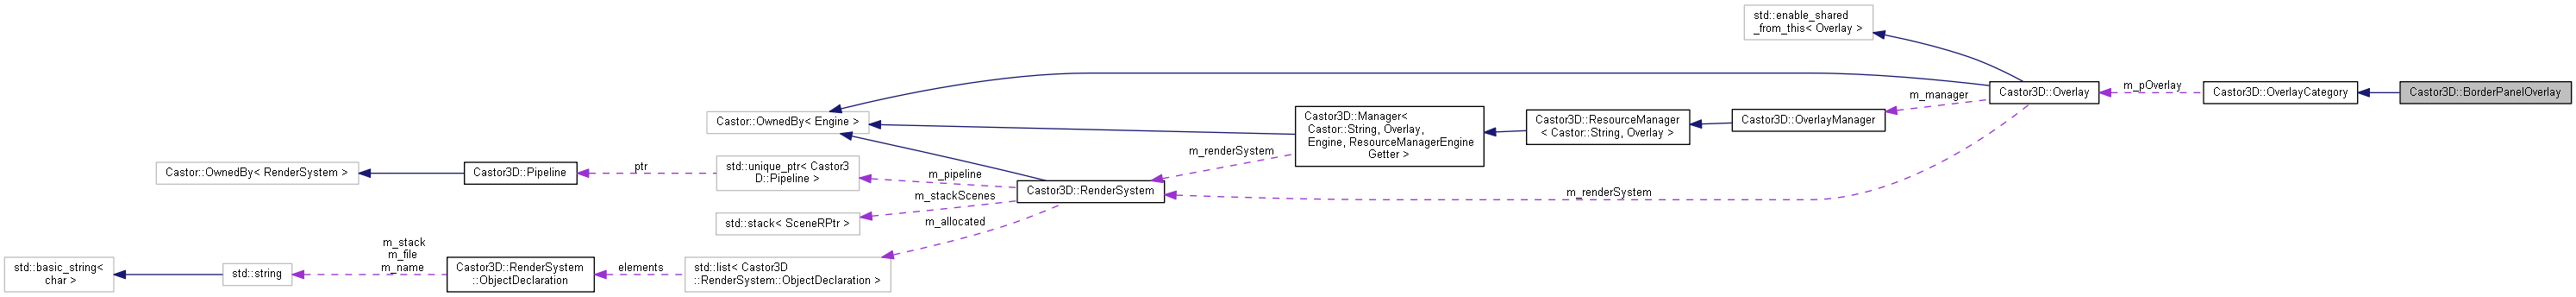 std::enable_shared
_from_this< Overlay >
m_pOverlay
m_manager
Castor3D::Overlay
Castor3D::OverlayCategory
Castor3D::BorderPanelOverlay
Castor::OwnedBy< Engine >
Castor3D::Manager<
Castor::String, Overlay,
Engine, ResourceManagerEngine
Getter >
Castor3D::ResourceManager
< Castor::String, Overlay >
Castor3D::OverlayManager
m_renderSystem
Castor::OwnedBy< RenderSystem >
Castor3D::Pipeline
ptr
std::unique_ptr< Castor3
D::Pipeline >
m_pipeline
Castor3D::RenderSystem
m_renderSystem
m_stackScenes
std::stack< SceneRPtr >
m_allocated
m_stack
m_file
m_name
std::basic_string<
char >
std::string
Castor3D::RenderSystem
::ObjectDeclaration
elements
std::list< Castor3D
::RenderSystem::ObjectDeclaration >